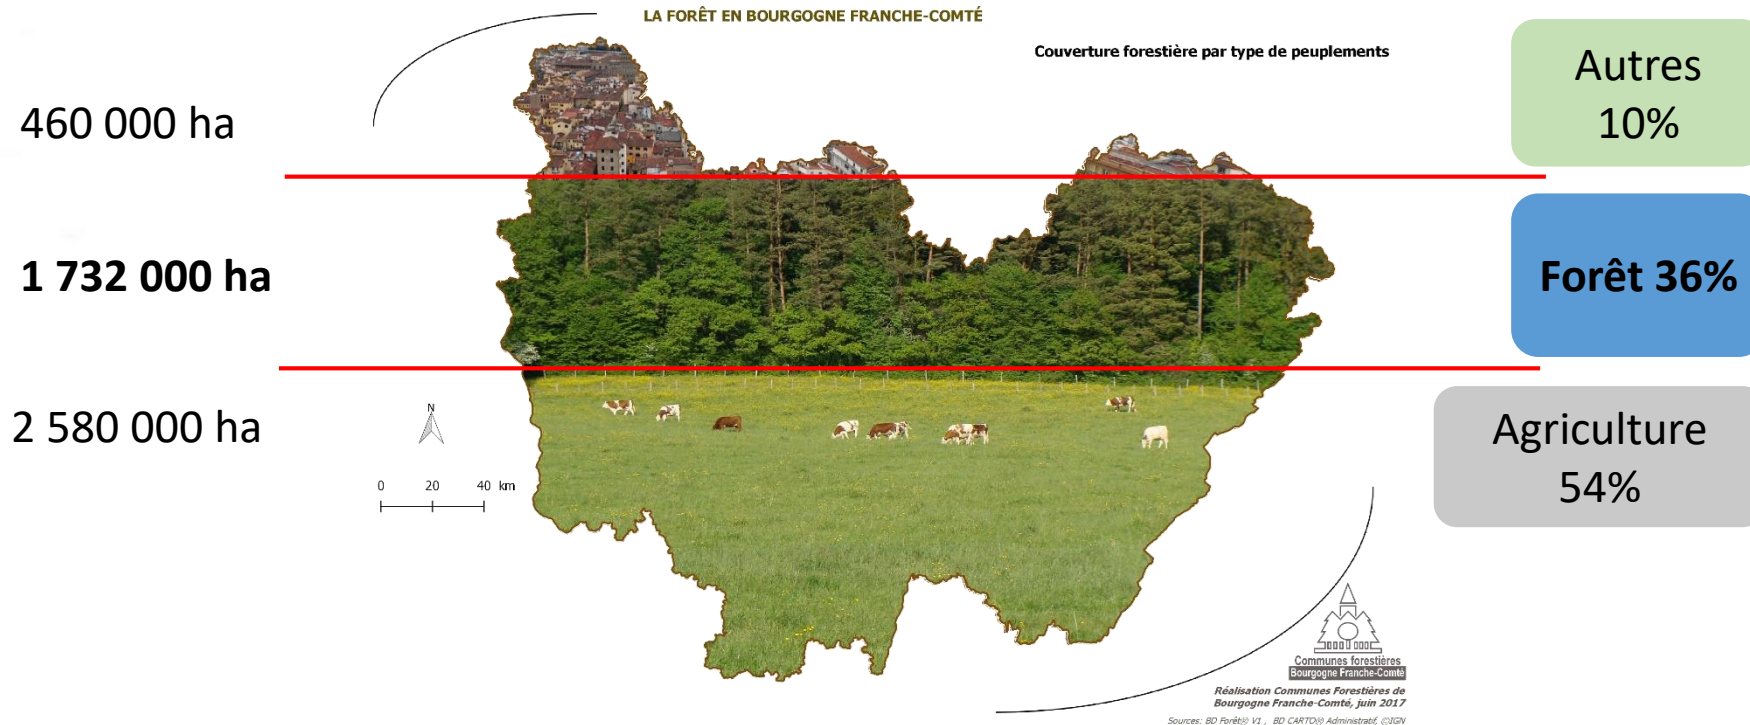 LA FORÊT EN BOURGOGNE FRANCHE-COMTÉ
Couverture forestière par type de peuplements
460 000 ha
Autres
10%
1 732 000 ha
Forêt 36%
2 580 000 ha
Agriculture
54%
N
0 20 40 km
Communes forestières
Bourgogne Franche-Comté
Réalisation Communes Forestières de
Bourgogne Franche-Comté, juin 2017
Sources: BD Forêt® V1 , BD CARTO® Administratif, ©IGN